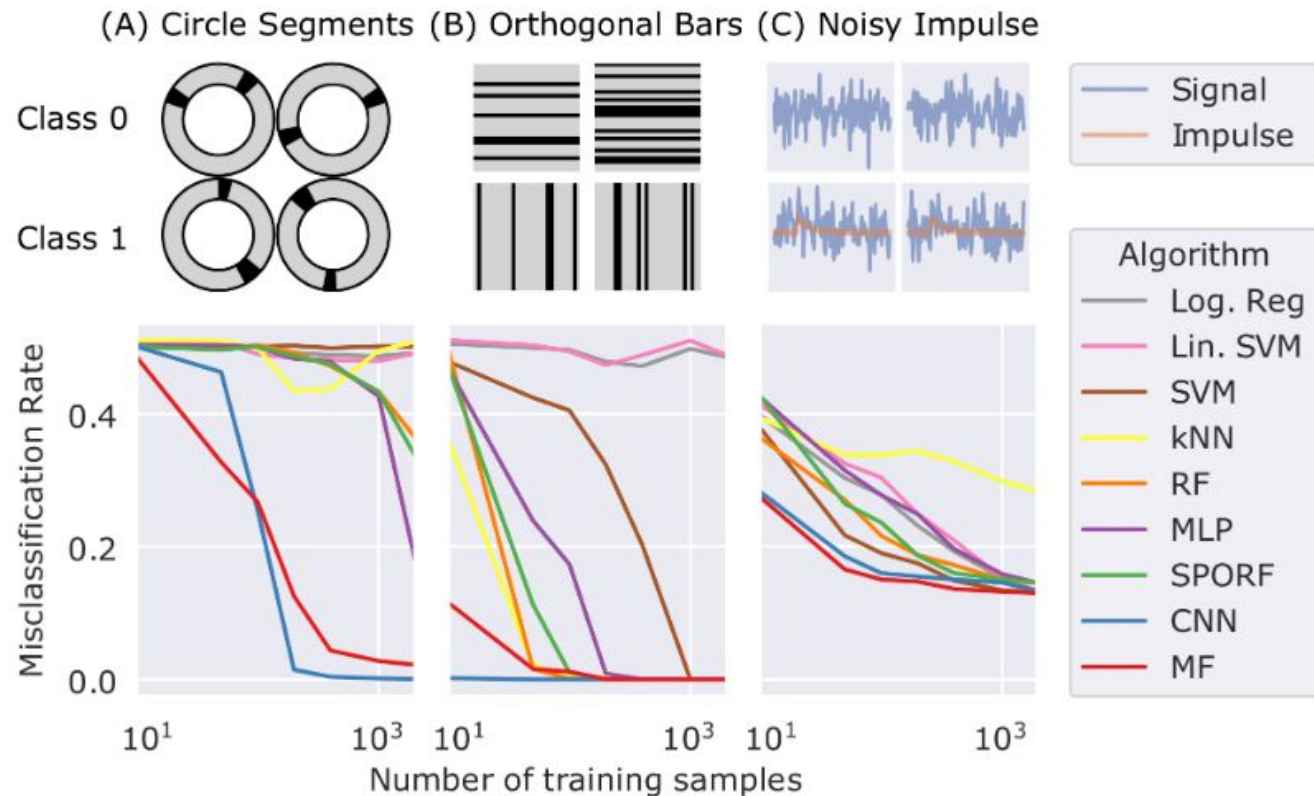 (A) Circle Segments (B) Orthogonal Bars (C) Noisy Impulse
Class 0
Class 1
Signal
Impulse
Algorithm
Log. Reg
Lin. SVM
SVM
kNN
RF
MLP
SPORF
CNN
MF
Misclassification Rate
0.4
0.2
0.0
10¹ 10³ 10¹ 10³ 10¹ 10³
Number of training samples